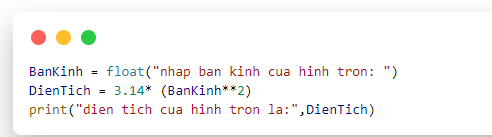 BanKinh = float("nhap ban kinh cua hinh tron: ")
DienTich = 3.14* (BanKinh**2)
print("dien tich cua hinh tron la:",DienTich)